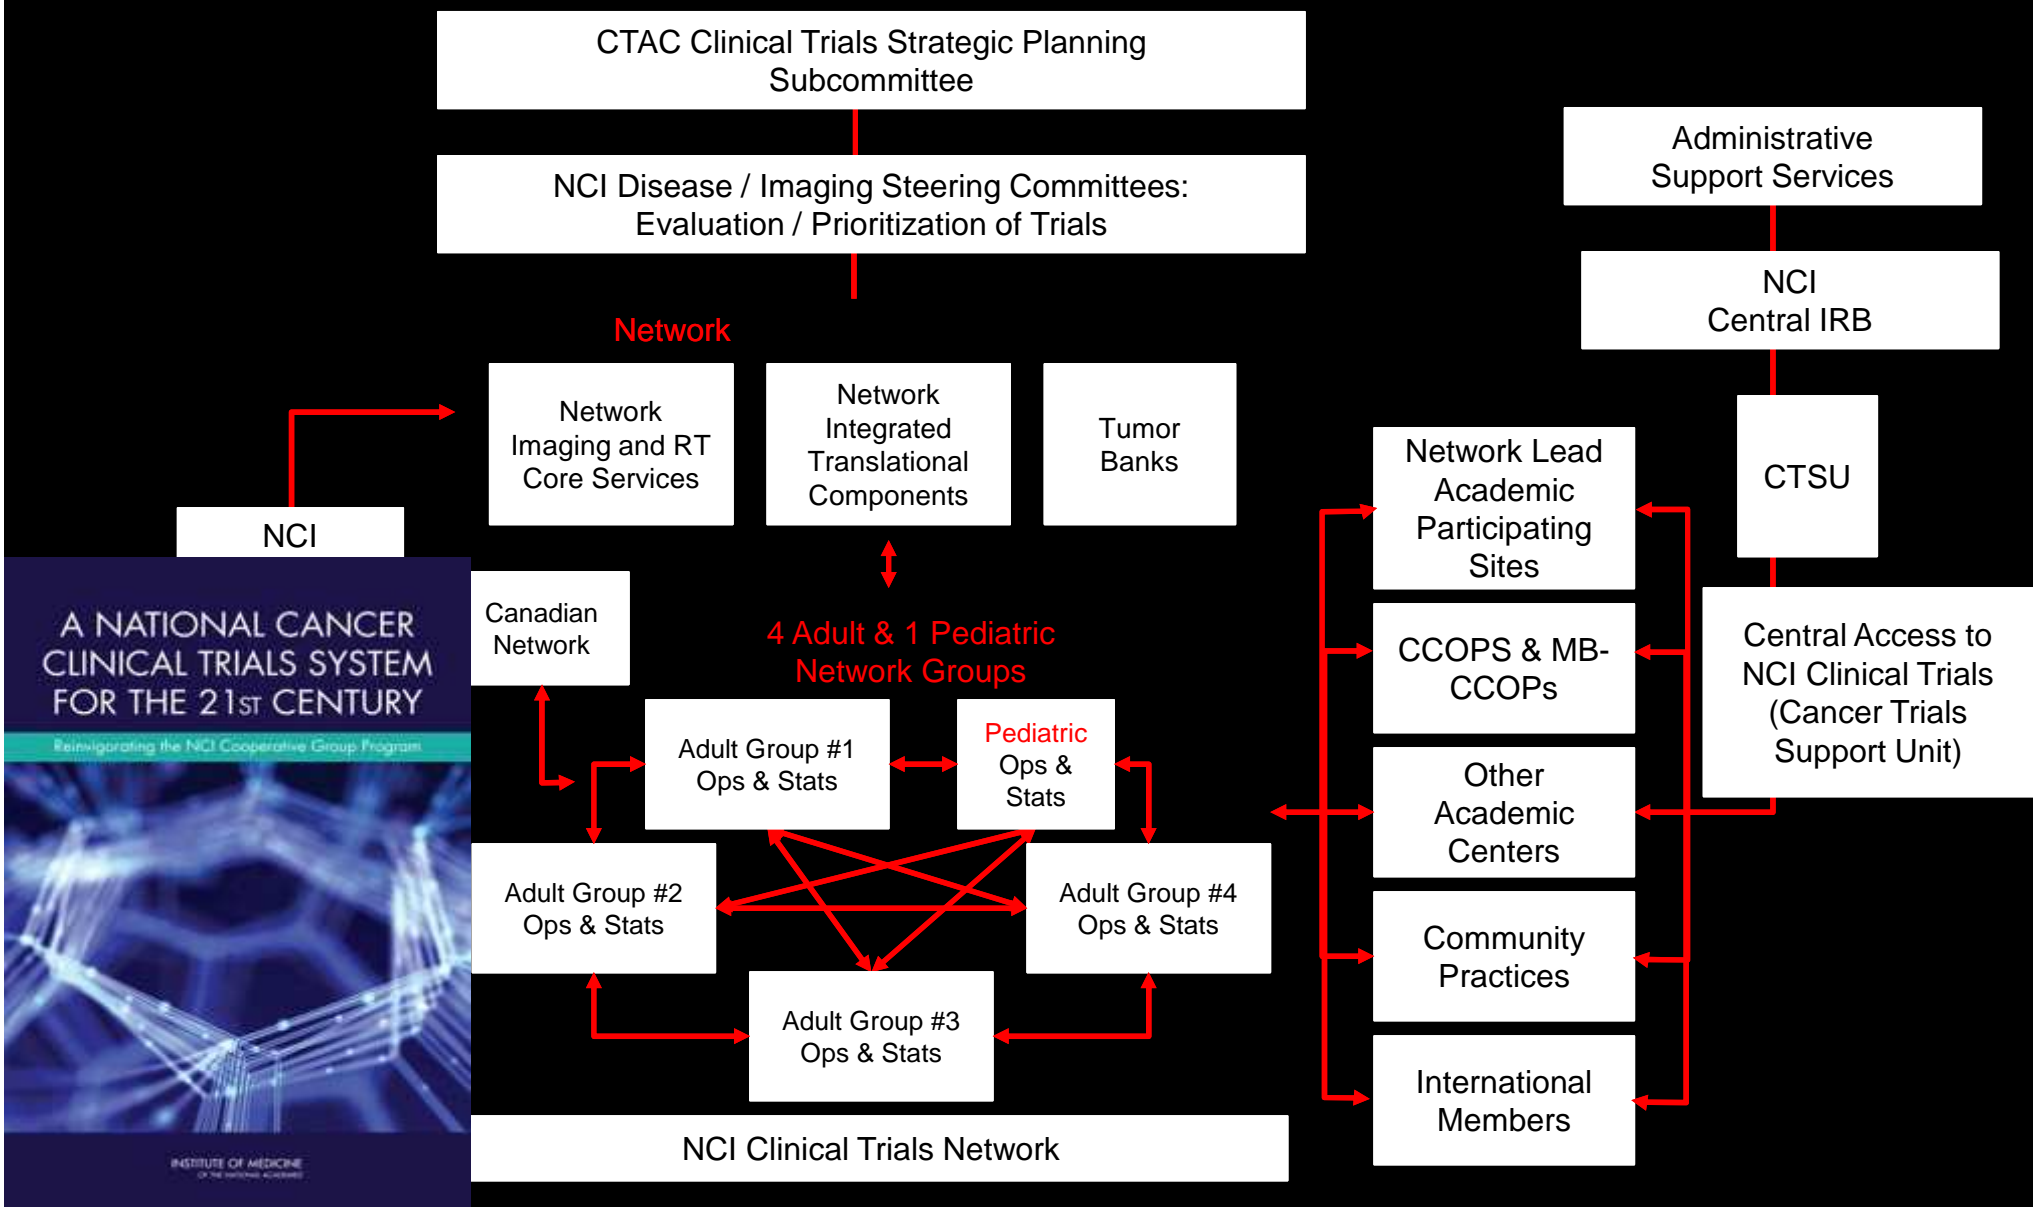 CTAC Clinical Trials Strategic Planning
Subcommittee
NCI Disease / Imaging Steering Committees:
Evaluation / Prioritization of Trials
Administrative
Support Services
NCI
Central IRB
CTSU
Central Access to
NCI Clinical Trials
(Cancer Trials
Support Unit)
Network
Network
Imaging and RT
Core Services
Network
Integrated
Translational
Components
Tumor
Banks
NCI
A NATIONAL CANCER
CLINICAL TRIALS SYSTEM
FOR THE 21ST CENTURY
Reinvigorating the NCI Cooperative Group Program
INSTITUTE OF MEDICINE
OF THE NATIONAL ACADEMIES
Canadian
Network
4 Adult & 1 Pediatric
Network Groups
Adult Group #1
Ops & Stats
Pediatric
Ops &
Stats
Adult Group #2
Ops & Stats
Adult Group #4
Ops & Stats
Adult Group #3
Ops & Stats
NCI Clinical Trials Network
Network Lead
Academic
Participating
Sites
CCOPS & MB-
CCOPs
Other
Academic
Centers
Community
Practices
International
Members